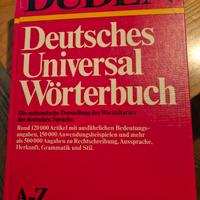 DUDEN
Deutsches
Universal
Wörterbuch
Die authentische Darstellung des Wortschatzes
der deutschen Sprache.
Rund 120 000 Artikel mit ausführlichen Bedeutungs-
angaben, 150 000 Anwendungsbeispielen und mehr
als 500 000 Angaben zu Rechtschreibung, Aussprache,
Herkunft, Grammatik und Stil.
A–Z